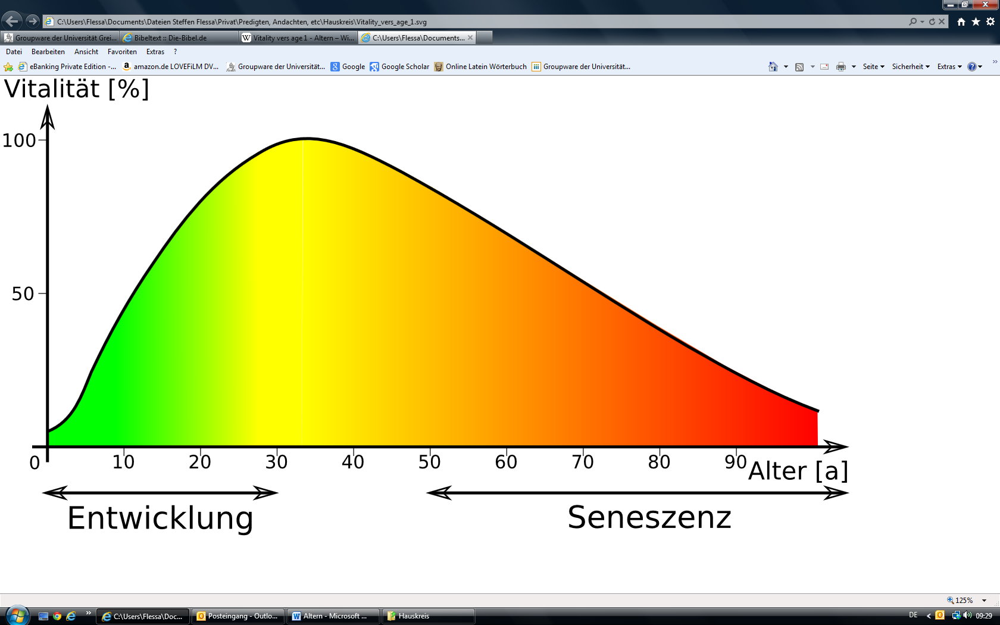 C:\Users\Flessa\Documents\Dateien Steffen Flessa\Privat\Predigten, Andachten, etc\Hauskreis\Vitality_vers_age_1.svg
Groupware der Universität Grei... Bibeltext :: Die-Bibel.de W Vitality vers age 1 - Altern – Wi... C:\Users\Flessa\Documents...
Datei Bearbeiten Ansicht Favoriten Extras ?
eBanking Private Edition -... amazon.de LOVEFiLM DV... Groupware der Universität... Google Google Scholar Online Latein Wörterbuch Groupware der Universität... Seite Sicherheit Extras
Vitalität [%]
100
50
0 10 20 30 40 50 60 70 80 90
Alter [a]
Entwicklung Seneszenz
125%
C:\Users\Flessa\Doc... Posteingang - Outlo... Altern - Microsoft ... Hauskreis DE 09:29